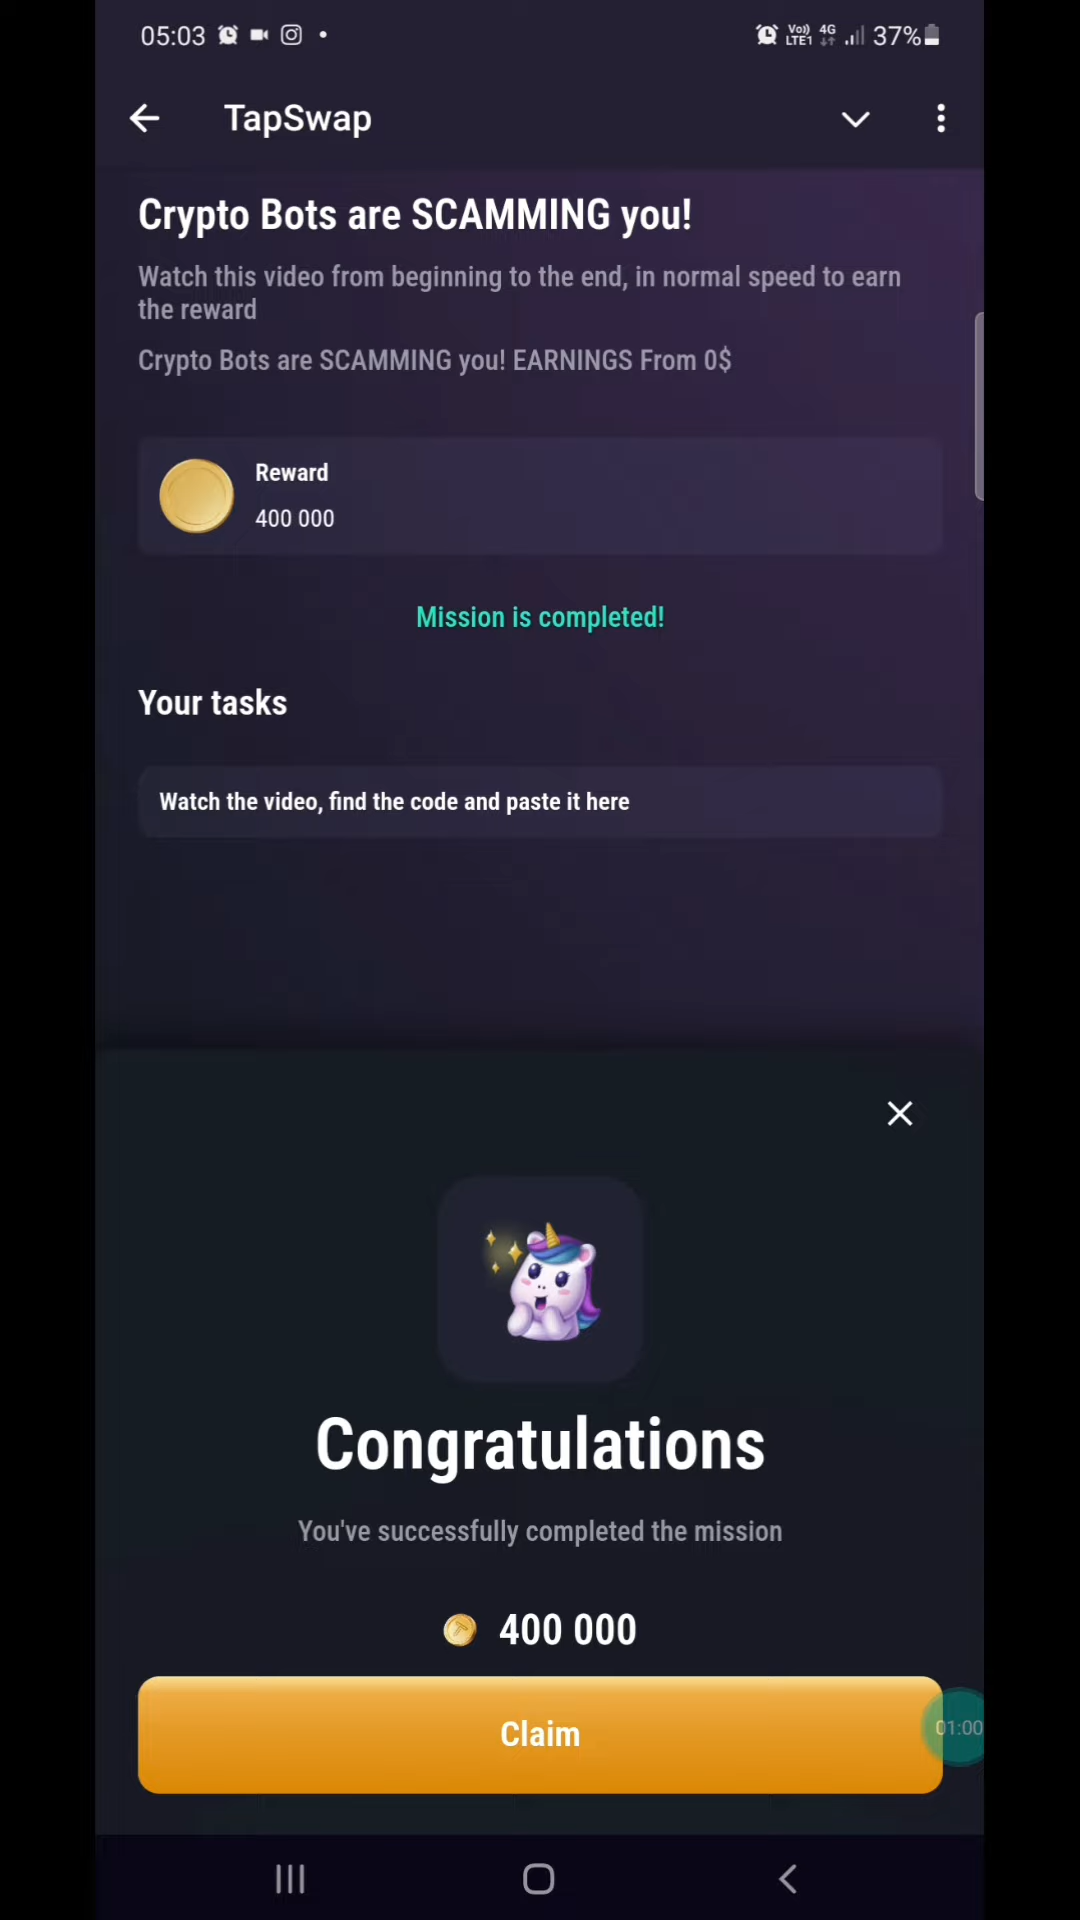 05:03
Vo)) 4G 37%
LTE1
TapSwap
Crypto Bots are SCAMMING you!
Watch this video from beginning to the end, in normal speed to earn
the reward
Crypto Bots are SCAMMING you! EARNINGS From 0$
Reward
400 000
Mission is completed!
Your tasks
Watch the video, find the code and paste it here
Congratulations
You've successfully completed the mission
400 000
Claim
01:00